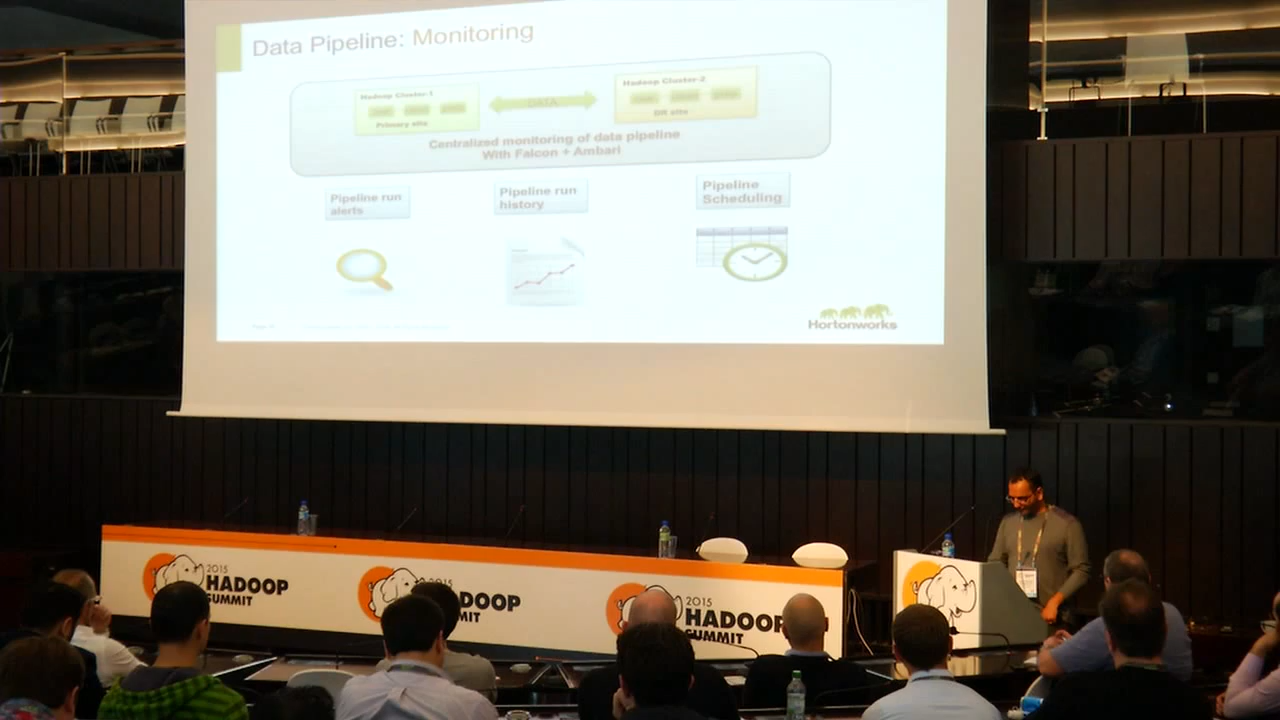 Data Pipeline: Monitoring
Hadoop Cluster-1
Primary site
DATA
Hadoop Cluster-2
DR site
Centralized monitoring of data pipeline
With Falcon + Ambari
Pipeline run
alerts
Pipeline run
history
Pipeline
Scheduling
Hortonworks
2015
HADOOP
SUMMIT
2015
DOOP
MIT
2015
HADOOP
SUMMIT